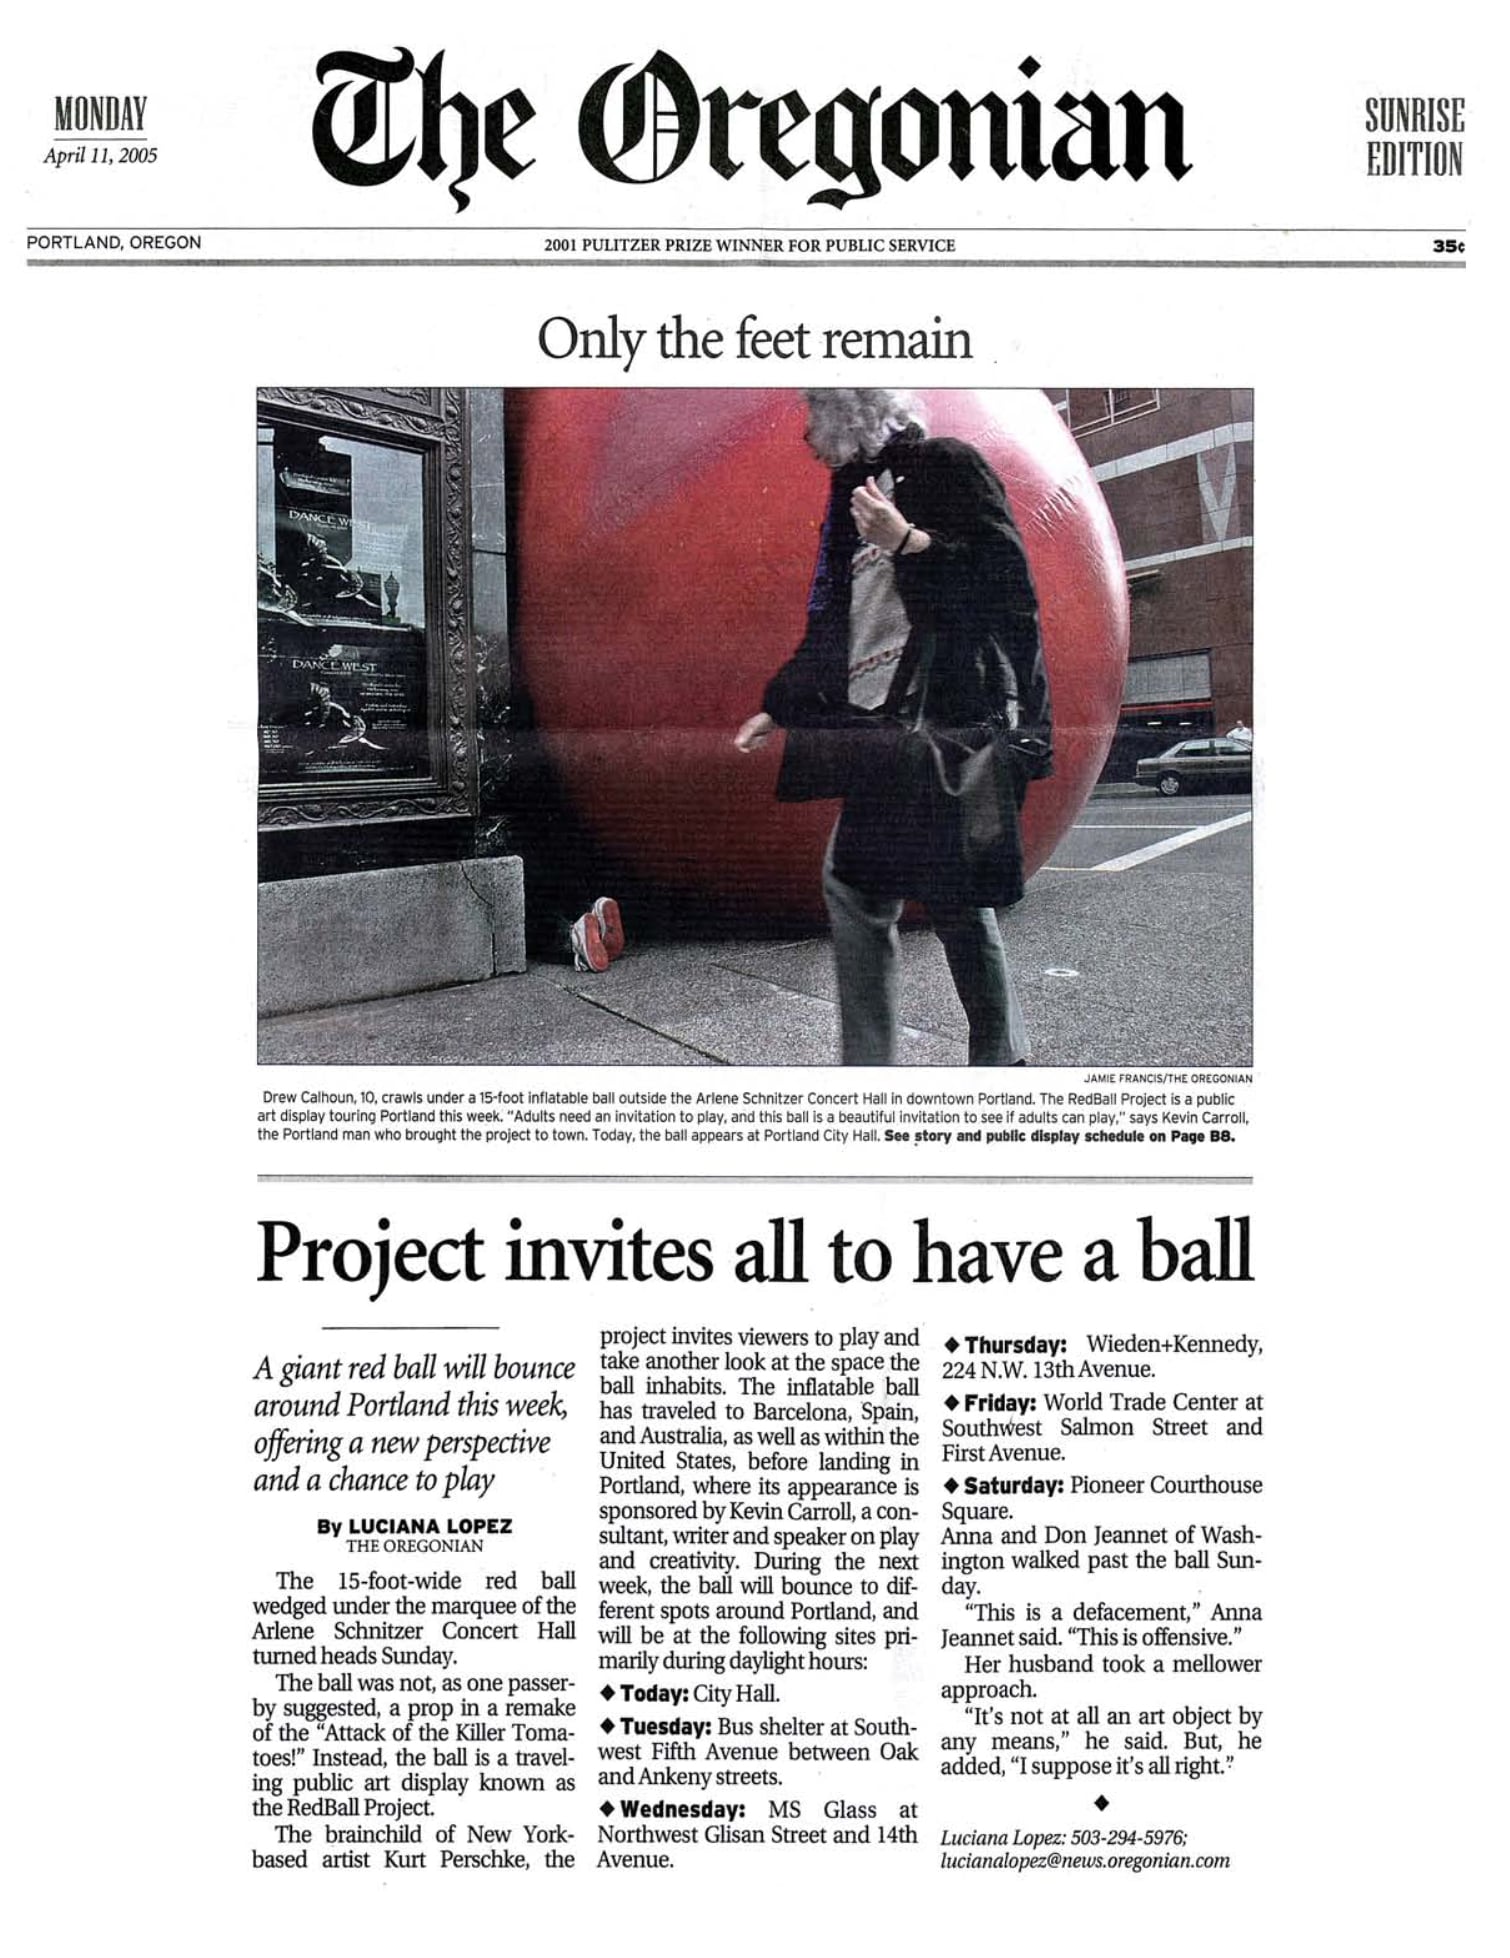 MONDAY
April 11, 2005
The Oregonian
SUNRISE
EDITION
PORTLAND, OREGON
2001 PULITZER PRIZE WINNER FOR PUBLIC SERVICE
35¢
Only the feet remain
DANCE WEST
DANCE WEST
JAMIE FRANCIS/THE OREGONIAN
Drew Calhoun, 10, crawls under a 15-foot inflatable ball outside the Arlene Schnitzer Concert Hall in downtown Portland. The RedBall Project is a public
art display touring Portland this week. “Adults need an invitation to play, and this ball is a beautiful invitation to see if adults can play,” says Kevin Carroll,
the Portland man who brought the project to town. Today, the ball appears at Portland City Hall. See story and public display schedule on Page B8.
Project invites all to have a ball
A giant red ball will bounce
around Portland this week,
offering a new perspective
and a chance to play
By LUCIANA LOPEZ
THE OREGONIAN
The 15-foot-wide red ball
wedged under the marquee of the
Arlene Schnitzer Concert Hall
turned heads Sunday.
The ball was not, as one passer-
by suggested, a prop in a remake
of the “Attack of the Killer Toma-
toes!” Instead, the ball is a travel-
ing public art display known as
the RedBall Project.
The brainchild of New York-
based artist Kurt Perschke, the
project invites viewers to play and
take another look at the space the
ball inhabits. The inflatable ball
has traveled to Barcelona, Spain,
and Australia, as well as within the
United States, before landing in
Portland, where its appearance is
sponsored by Kevin Carroll, a con-
sultant, writer and speaker on play
and creativity. During the next
week, the ball will bounce to dif-
ferent spots around Portland, and
will be at the following sites pri-
marily during daylight hours:
◆ Today: City Hall.
◆ Tuesday: Bus shelter at South-
west Fifth Avenue between Oak
and Ankeny streets.
◆ Wednesday: MS Glass at
Northwest Glisan Street and 14th
Avenue.
◆ Thursday: Wieden+Kennedy,
224 N.W. 13th Avenue.
◆ Friday: World Trade Center at
Southwest Salmon Street and
First Avenue.
◆ Saturday: Pioneer Courthouse
Square.
Anna and Don Jeannet of Wash-
ington walked past the ball Sun-
day.
“This is a defacement,” Anna
Jeannet said. “This is offensive.”
Her husband took a mellower
approach.
“It's not at all an art object by
any means,” he said. But, he
added, “I suppose it's all right.”
◆
Luciana Lopez: 503-294-5976;
lucianalopez@news.oregonian.com